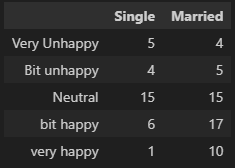 Single Married
Very Unhappy 5 4
Bit unhappy 4 5
Neutral 15 15
bit happy 6 17
very happy 1 10